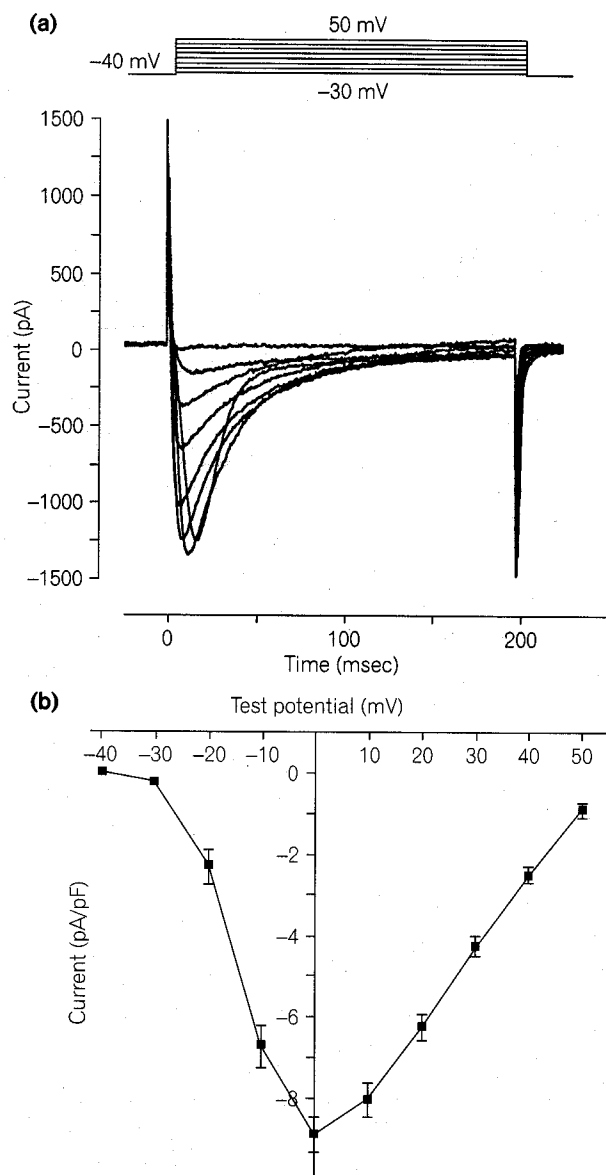 (a)
50 mV
−40 mV
−30 mV
1500
1000
500
0
−500
−1000
−1500
Current (pA)
0 100 200
Time (msec)
(b)
Test potential (mV)
−40 −30 −20 −10 10 20 30 40 50
0
−2
−4
−6
−8
Current (pA/pF)